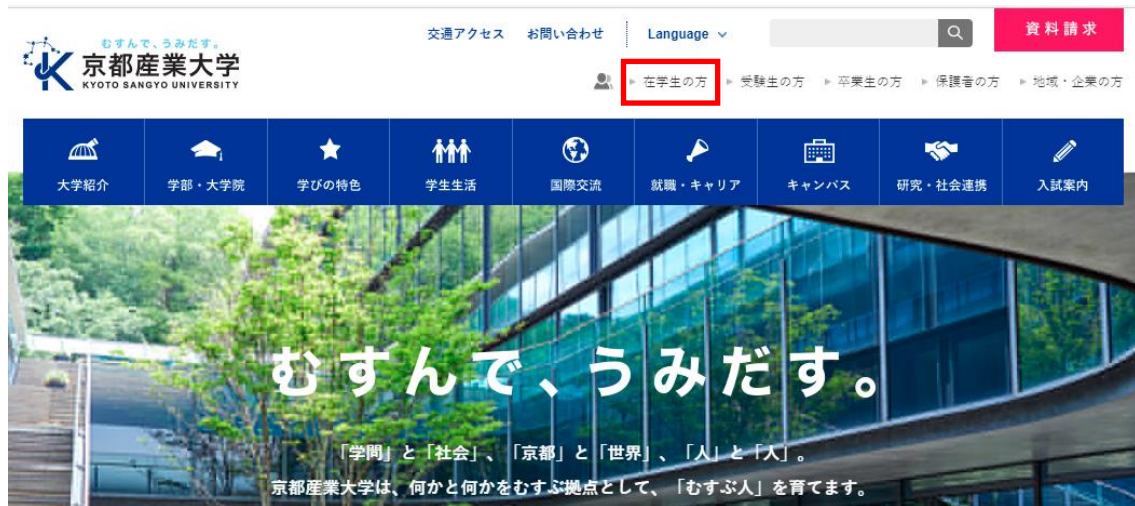 交通アクセス お問い合わせ Language 資料請求
むすんで、うみだす。
京都産業大学
KYOTO SANGYO UNIVERSITY
在学生の方 受験生の方 卒業生の方 保護者の方 地域・企業の方
大学紹介 学部・大学院 学びの特色 学生生活 国際交流 就職・キャリア キャンパス 研究・社会連携 入試案内
むすんで、うみだす。
「学問」と「社会」、「京都」と「世界」、「人」と「人」。
京都産業大学は、何かと何かをむすぶ拠点として、「むすぶ人」を育てます。